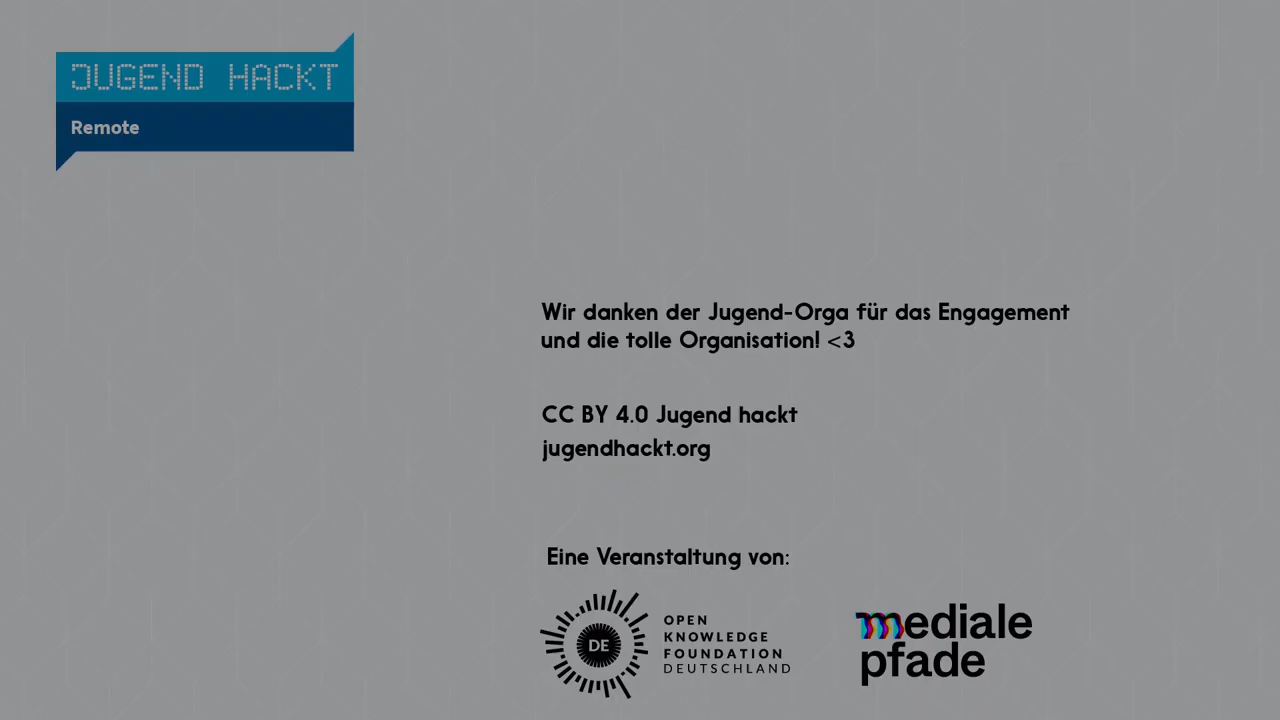 JUGEND HACKT
Remote
Wir danken der Jugend-Orga für das Engagement
und die tolle Organisation! <3
CC BY 4.0 Jugend hackt
jugendhackt.org
Eine Veranstaltung von:
DE
OPEN
KNOWLEDGE
FOUNDATION
DEUTSCHLAND
mediale
pfade